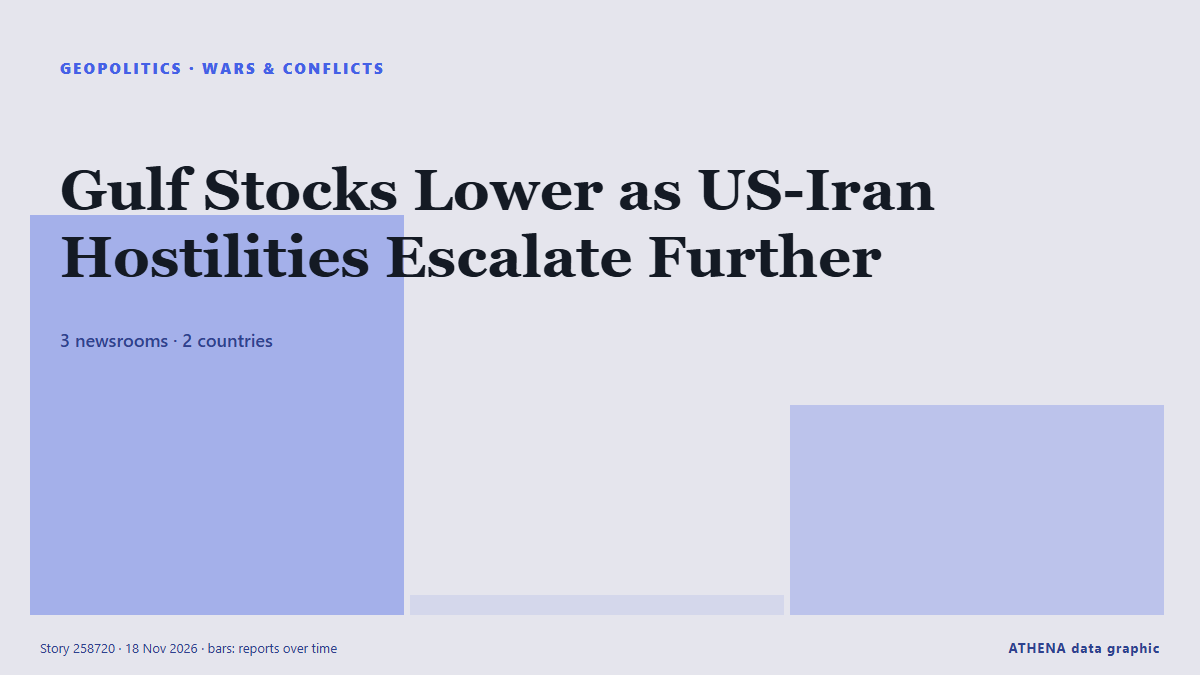 GEOPOLITICS · WARS & CONFLICTS
Gulf Stocks Lower as US-Iran
Hostilities Escalate Further
3 newsrooms · 2 countries
Story 258720 · 18 Nov 2026 · bars: reports over time
ATHENA data graphic